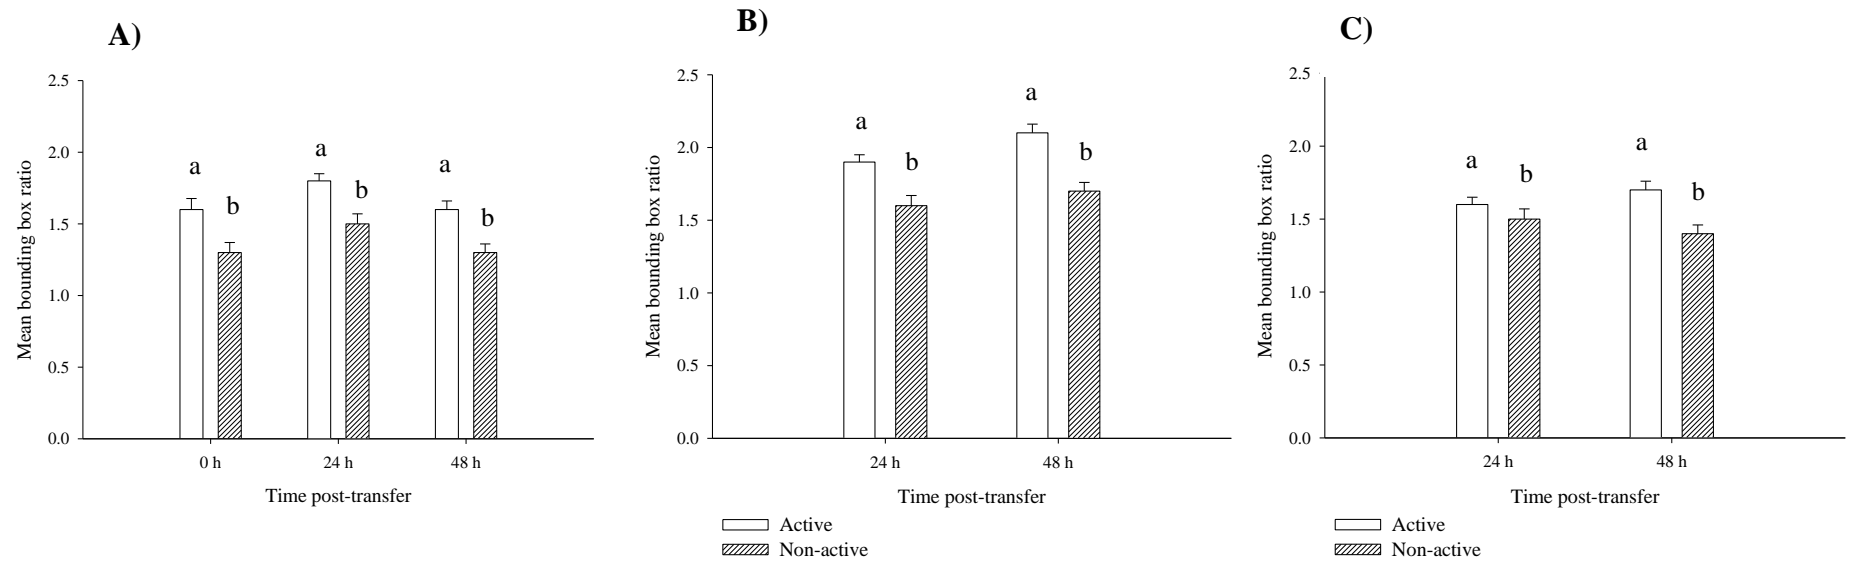 A)
2.5
2.0
1.5
1.0
0.5
0.0
Mean bounding box ratio
a
b
a
b
a
b
0 h
24 h
48 h
Time post-transfer
B)
2.5
2.0
1.5
1.0
0.5
0.0
Mean bounding box ratio
a
b
a
b
24 h
48 h
Time post-transfer
Active
Non-active
C)
2.5
2.0
1.5
1.0
0.5
0.0
Mean bounding box ratio
a
b
a
b
24 h
48 h
Time post-transfer
Active
Non-active